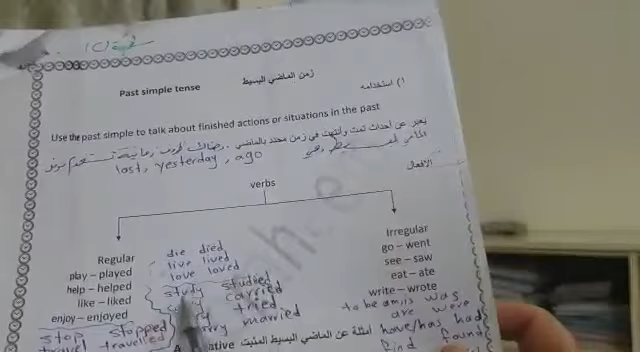 Past simple tense
زمن الماضي البسيط
١) استخدامه
Use the past simple to talk about finished actions or situations in the past
يعبر عن أحداث تمت وانتهت في زمن محدد بالماضي
last, yesterday, ago
الأفعال
verbs
Regular
play – played
help – helped
like – liked
enjoy – enjoyed
stop stopped
travel travelled
die died
live lived
love loved
study studied
carried
tried
marry married
Irregular
go – went
see – saw
eat – ate
write – wrote
to be am, is was
are were
have/has had
find found
أمثلة عن الماضي البسيط المثبت